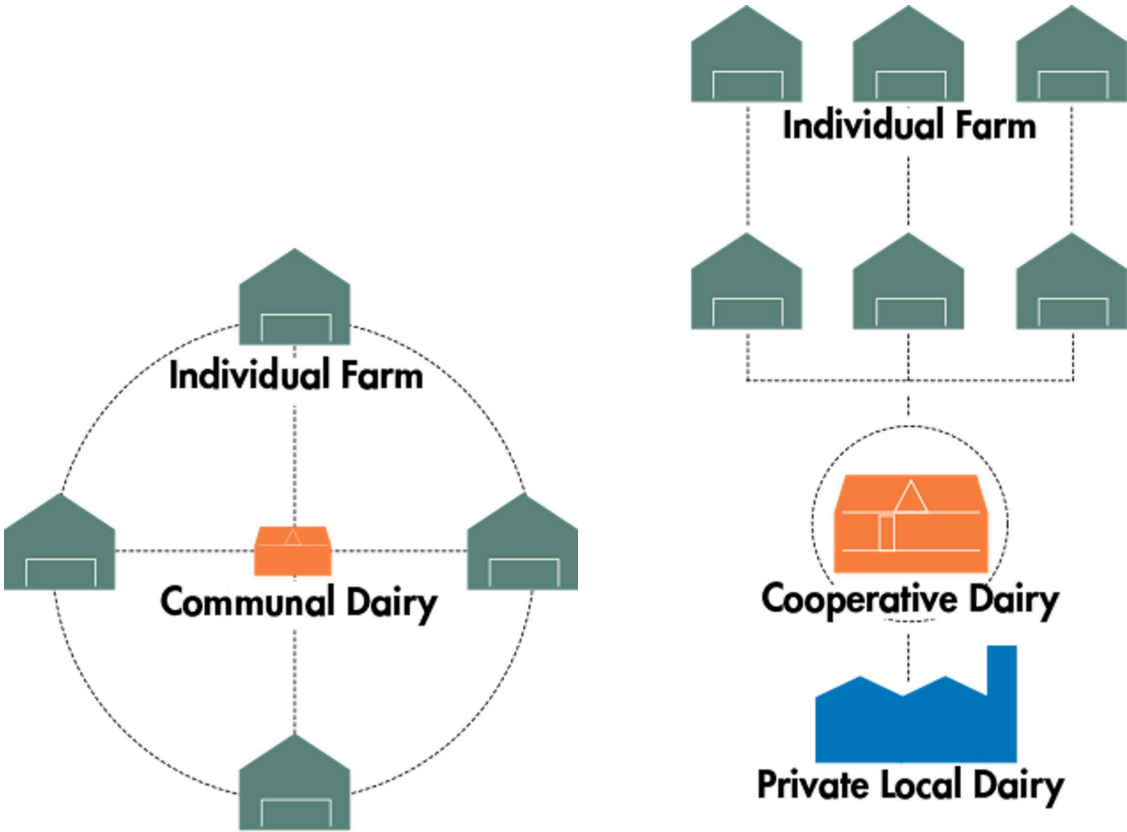 Individual Farm
Communal Dairy
Individual Farm
Cooperative Dairy
Private Local Dairy